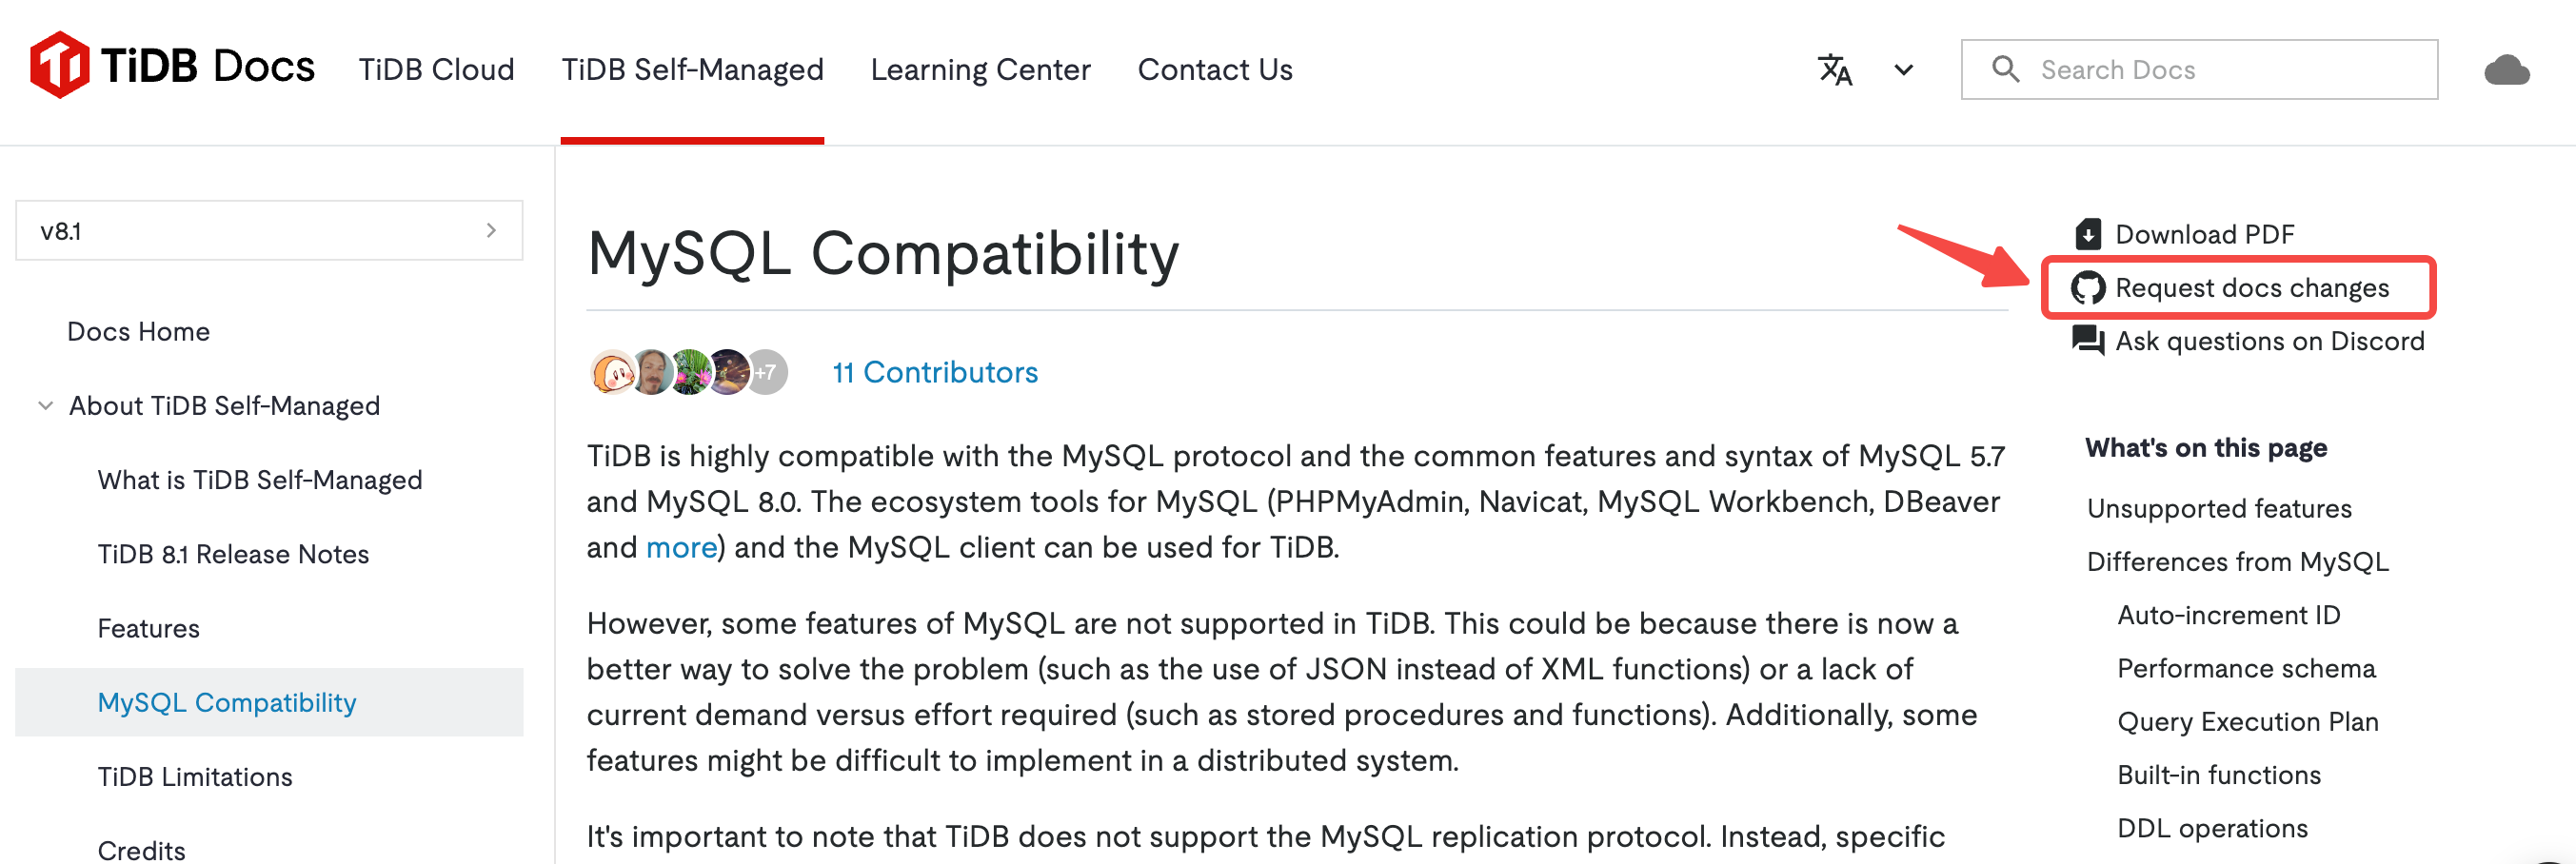 TiDB Docs
TiDB Cloud
TiDB Self-Managed
Learning Center
Contact Us
Search Docs
v8.1
Docs Home
About TiDB Self-Managed
What is TiDB Self-Managed
TiDB 8.1 Release Notes
Features
MySQL Compatibility
TiDB Limitations
Credits
MySQL Compatibility
+7
11 Contributors
TiDB is highly compatible with the MySQL protocol and the common features and syntax of MySQL 5.7
and MySQL 8.0. The ecosystem tools for MySQL (PHPMyAdmin, Navicat, MySQL Workbench, DBeaver
and more) and the MySQL client can be used for TiDB.
However, some features of MySQL are not supported in TiDB. This could be because there is now a
better way to solve the problem (such as the use of JSON instead of XML functions) or a lack of
current demand versus effort required (such as stored procedures and functions). Additionally, some
features might be difficult to implement in a distributed system.
It's important to note that TiDB does not support the MySQL replication protocol. Instead, specific
Download PDF
Request docs changes
Ask questions on Discord
What's on this page
Unsupported features
Differences from MySQL
Auto-increment ID
Performance schema
Query Execution Plan
Built-in functions
DDL operations